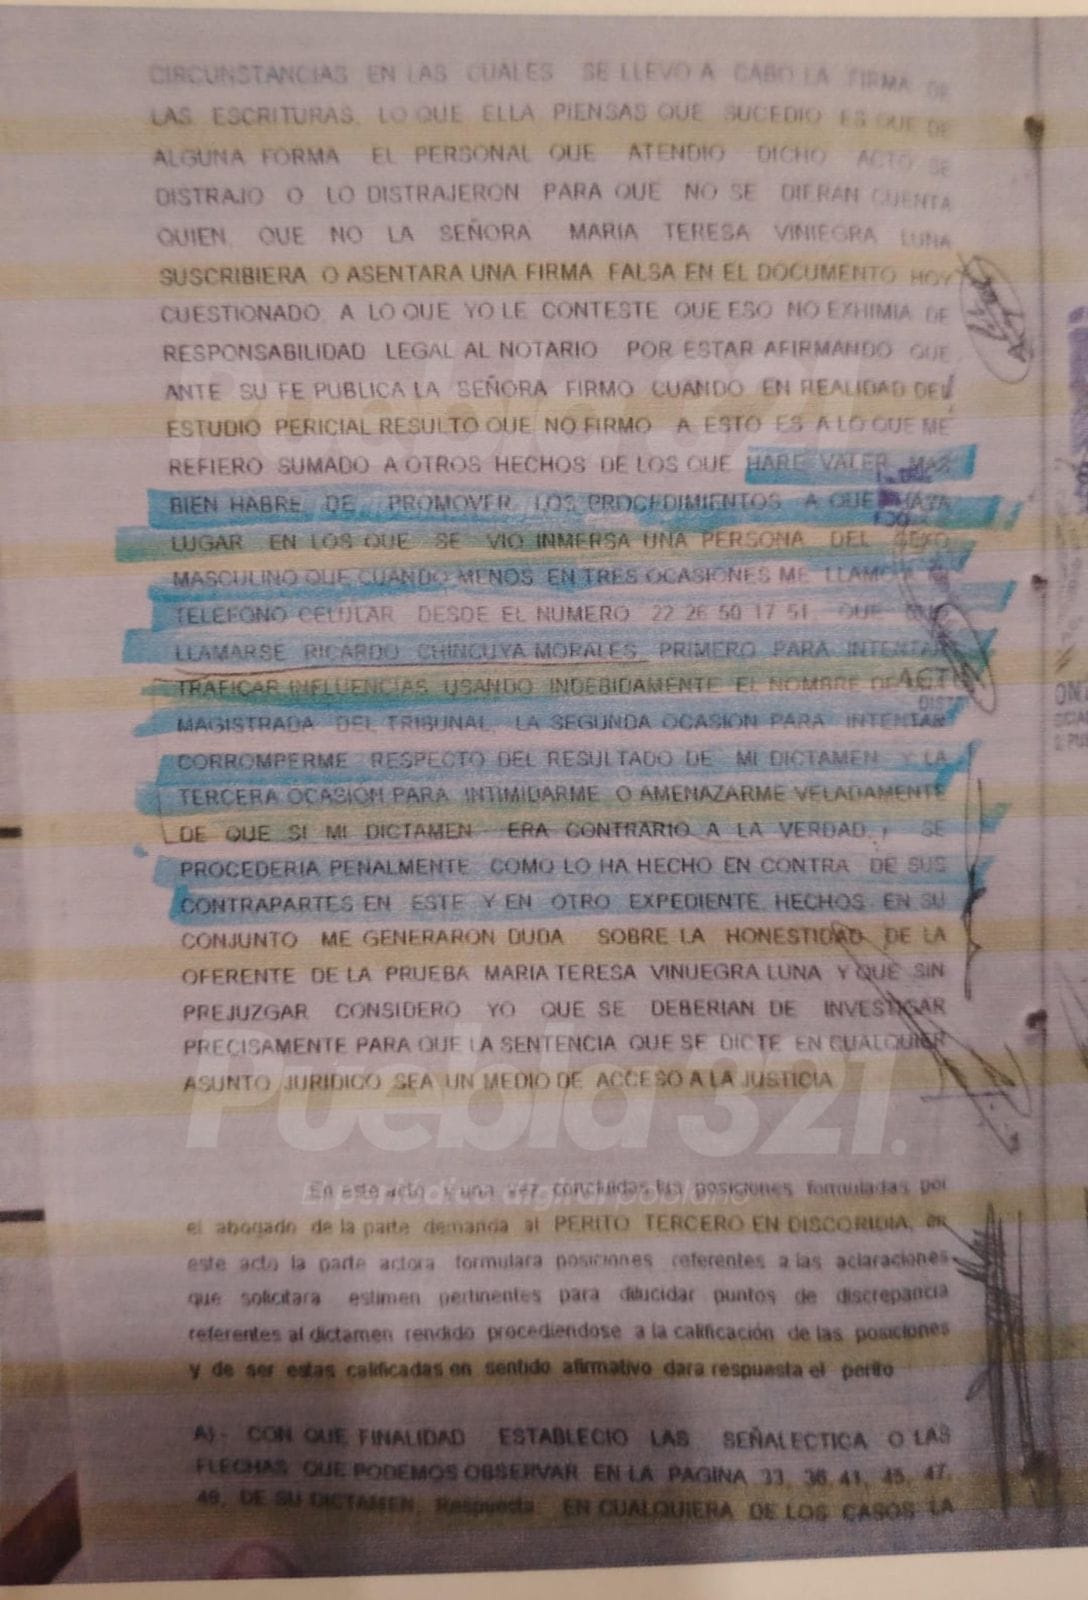 CIRCUNSTANCIAS EN LAS CUALES SE LLEVO A CABO LA FIRMA DE
LAS ESCRITURAS, LO QUE ELLA PIENSAS QUE SUCEDIO ES QUE DE
ALGUNA FORMA EL PERSONAL QUE ATENDIO DICHO ACTO SE
DISTRAJO O LO DISTRAJERON PARA QUE NO SE DIERAN CUENTA
QUIEN, QUE NO LA SEÑORA MARIA TERESA VINIEGRA LUNA
SUSCRIBIERA O ASENTARA UNA FIRMA FALSA EN EL DOCUMENTO HOY
CUESTIONADO, A LO QUE YO LE CONTESTE QUE ESO NO EXHIMIA DE
RESPONSABILIDAD LEGAL AL NOTARIO POR ESTAR AFIRMANDO QUE
ANTE SU FE PUBLICA LA SEÑORA FIRMO CUANDO EN REALIDAD DEL
ESTUDIO PERICIAL RESULTO QUE NO FIRMO A ESTO ES A LO QUE ME
REFIERO SUMADO A OTROS HECHOS DE LOS QUE HARE VALER MAS
BIEN HABRE DE PROMOVER LOS PROCEDIMIENTOS A QUE HAYA
LUGAR EN LOS QUE SE VIO INMERSA UNA PERSONA DEL SEXO
MASCULINO QUE CUANDO MENOS EN TRES OCASIONES ME LLAMO
TELEFONO CELULAR DESDE EL NUMERO 22 26 50 17 51, QUE
LLAMARSE RICARDO CHINCUYA MORALES, PRIMERO PARA INTENTAR
TRAFICAR INFLUENCIAS USANDO INDEBIDAMENTE EL NOMBRE DE
MAGISTRADA DEL TRIBUNAL, LA SEGUNDA OCASION PARA INTENTAR
CORROMPERME RESPECTO DEL RESULTADO DE MI DICTAMEN Y LA
TERCERA OCASIÓN PARA INTIMIDARME O AMENAZARME VELADAMENTE
DE QUE SI MI DICTAMEN ERA CONTRARIO A LA VERDAD, SE
PROCEDERIA PENALMENTE COMO LO HA HECHO EN CONTRA DE SUS
CONTRAPARTES EN ESTE Y EN OTRO EXPEDIENTE. HECHOS EN SU
CONJUNTO ME GENERARON DUDA SOBRE LA HONESTIDAD DE LA
OFERENTE DE LA PRUEBA MARIA TERESA VINUEGRA LUNA Y QUE SIN
PREJUZGAR CONSIDERO YO QUE SE DEBERIAN DE INVESTIGAR
PRECISAMENTE PARA QUE LA SENTENCIA QUE SE DICTE EN CUALQUIER
ASUNTO JURIDICO SEA UN MEDIO DE ACCESO A LA JUSTICIA
Puebla 321.
En este acto y una vez concluidas las posiciones formuladas por
el abogado de la parte demanda al PERITO TERCERO EN DISCORIDIA, en
este acto la parte actora formulara posiciones referentes a las aclaraciones
que solicitara estimen pertinentes para dilucidar puntos de discrepancia
referentes al dictamen rendido procediendose a la calificación de las posiciones
y de ser estas calificadas en sentido afirmativo dara respuesta el perito
A)- CON QUE FINALIDAD ESTABLECIO LAS SEÑALECTICA O LAS
FLECHAS QUE PODEMOS OBSERVAR EN LA PAGINA 33, 36, 41, 45, 47,
49, DE SU DICTAMEN, Respuesta EN CUALQUIERA DE LOS CASOS LA